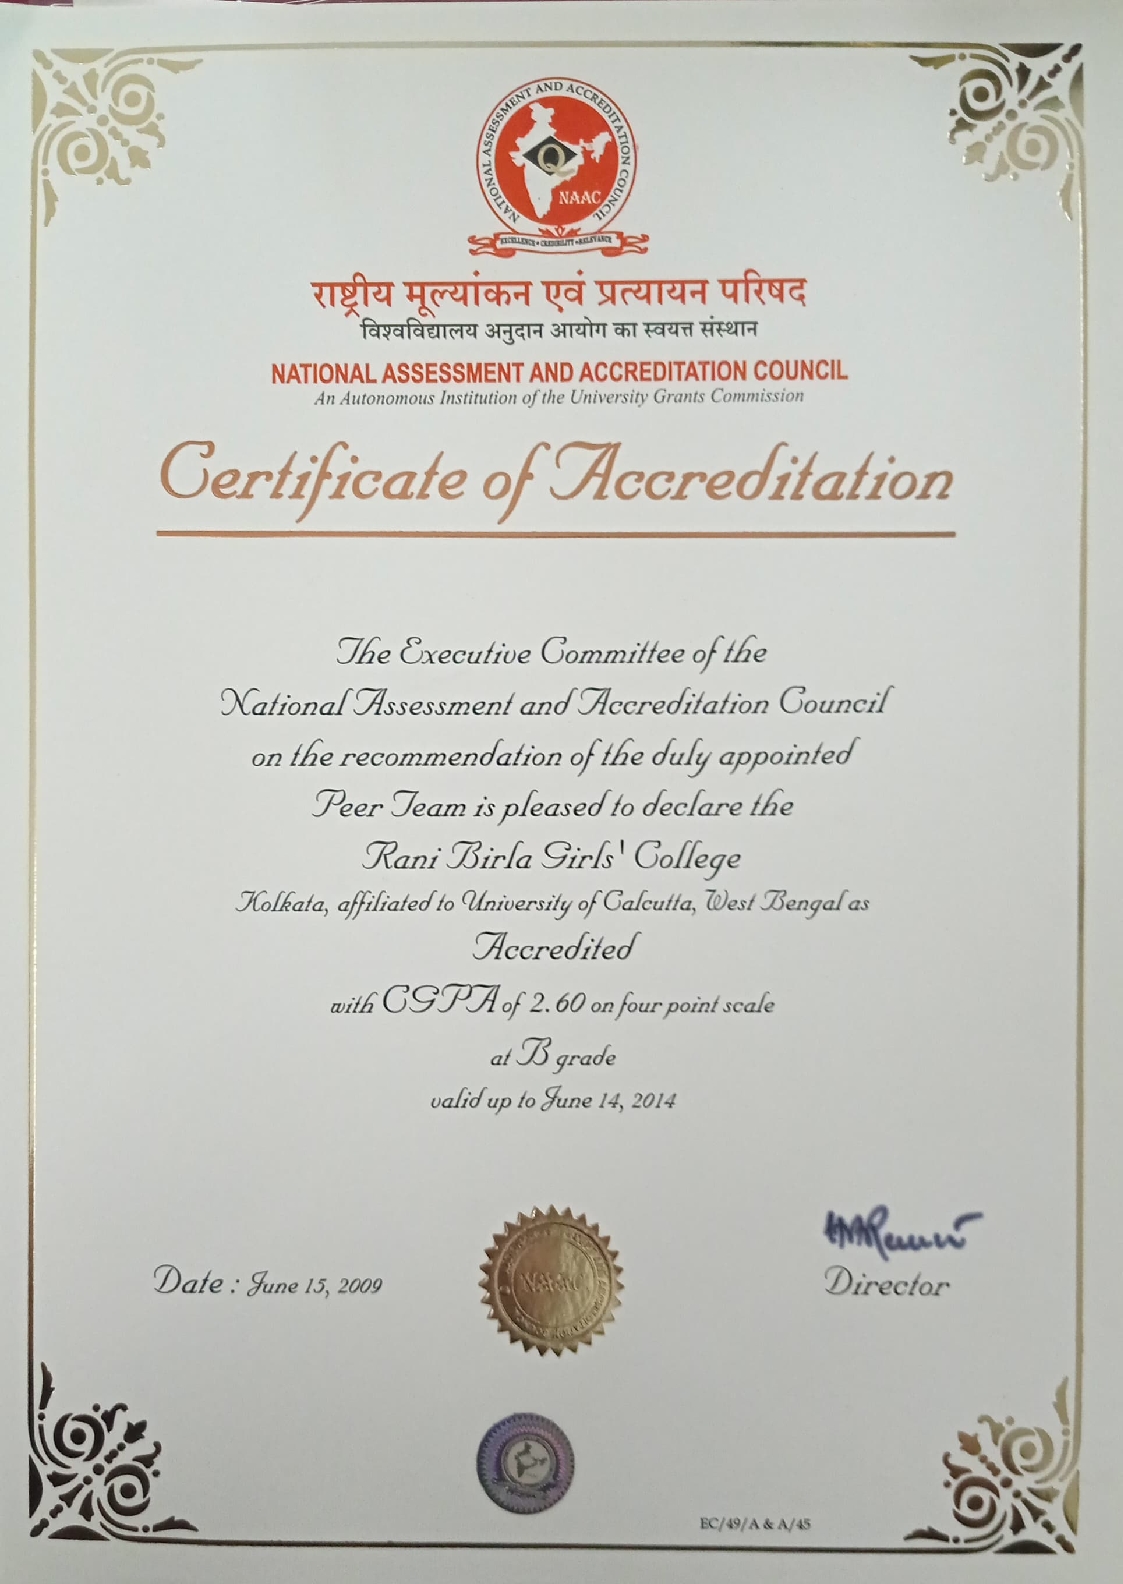 NATIONAL ASSESSMENT AND ACCREDITATION COUNCIL
Q
NAAC
EXCELLENCE • CREDIBILITY • RELEVANCE
राष्ट्रीय मूल्यांकन एवं प्रत्यायन परिषद
विश्वविद्यालय अनुदान आयोग का स्वयत्त संस्थान
NATIONAL ASSESSMENT AND ACCREDITATION COUNCIL
An Autonomous Institution of the University Grants Commission
Certificate of Accreditation
The Executive Committee of the
National Assessment and Accreditation Council
on the recommendation of the duly appointed
Peer Team is pleased to declare the
Rani Birla Girls' College
Kolkata, affiliated to University of Calcutta, West Bengal as
Accredited
with CGPA of 2.60 on four point scale
at B grade
valid up to June 14, 2014
Date : June 15, 2009
NAAC
Director
EC/49/A & A/45